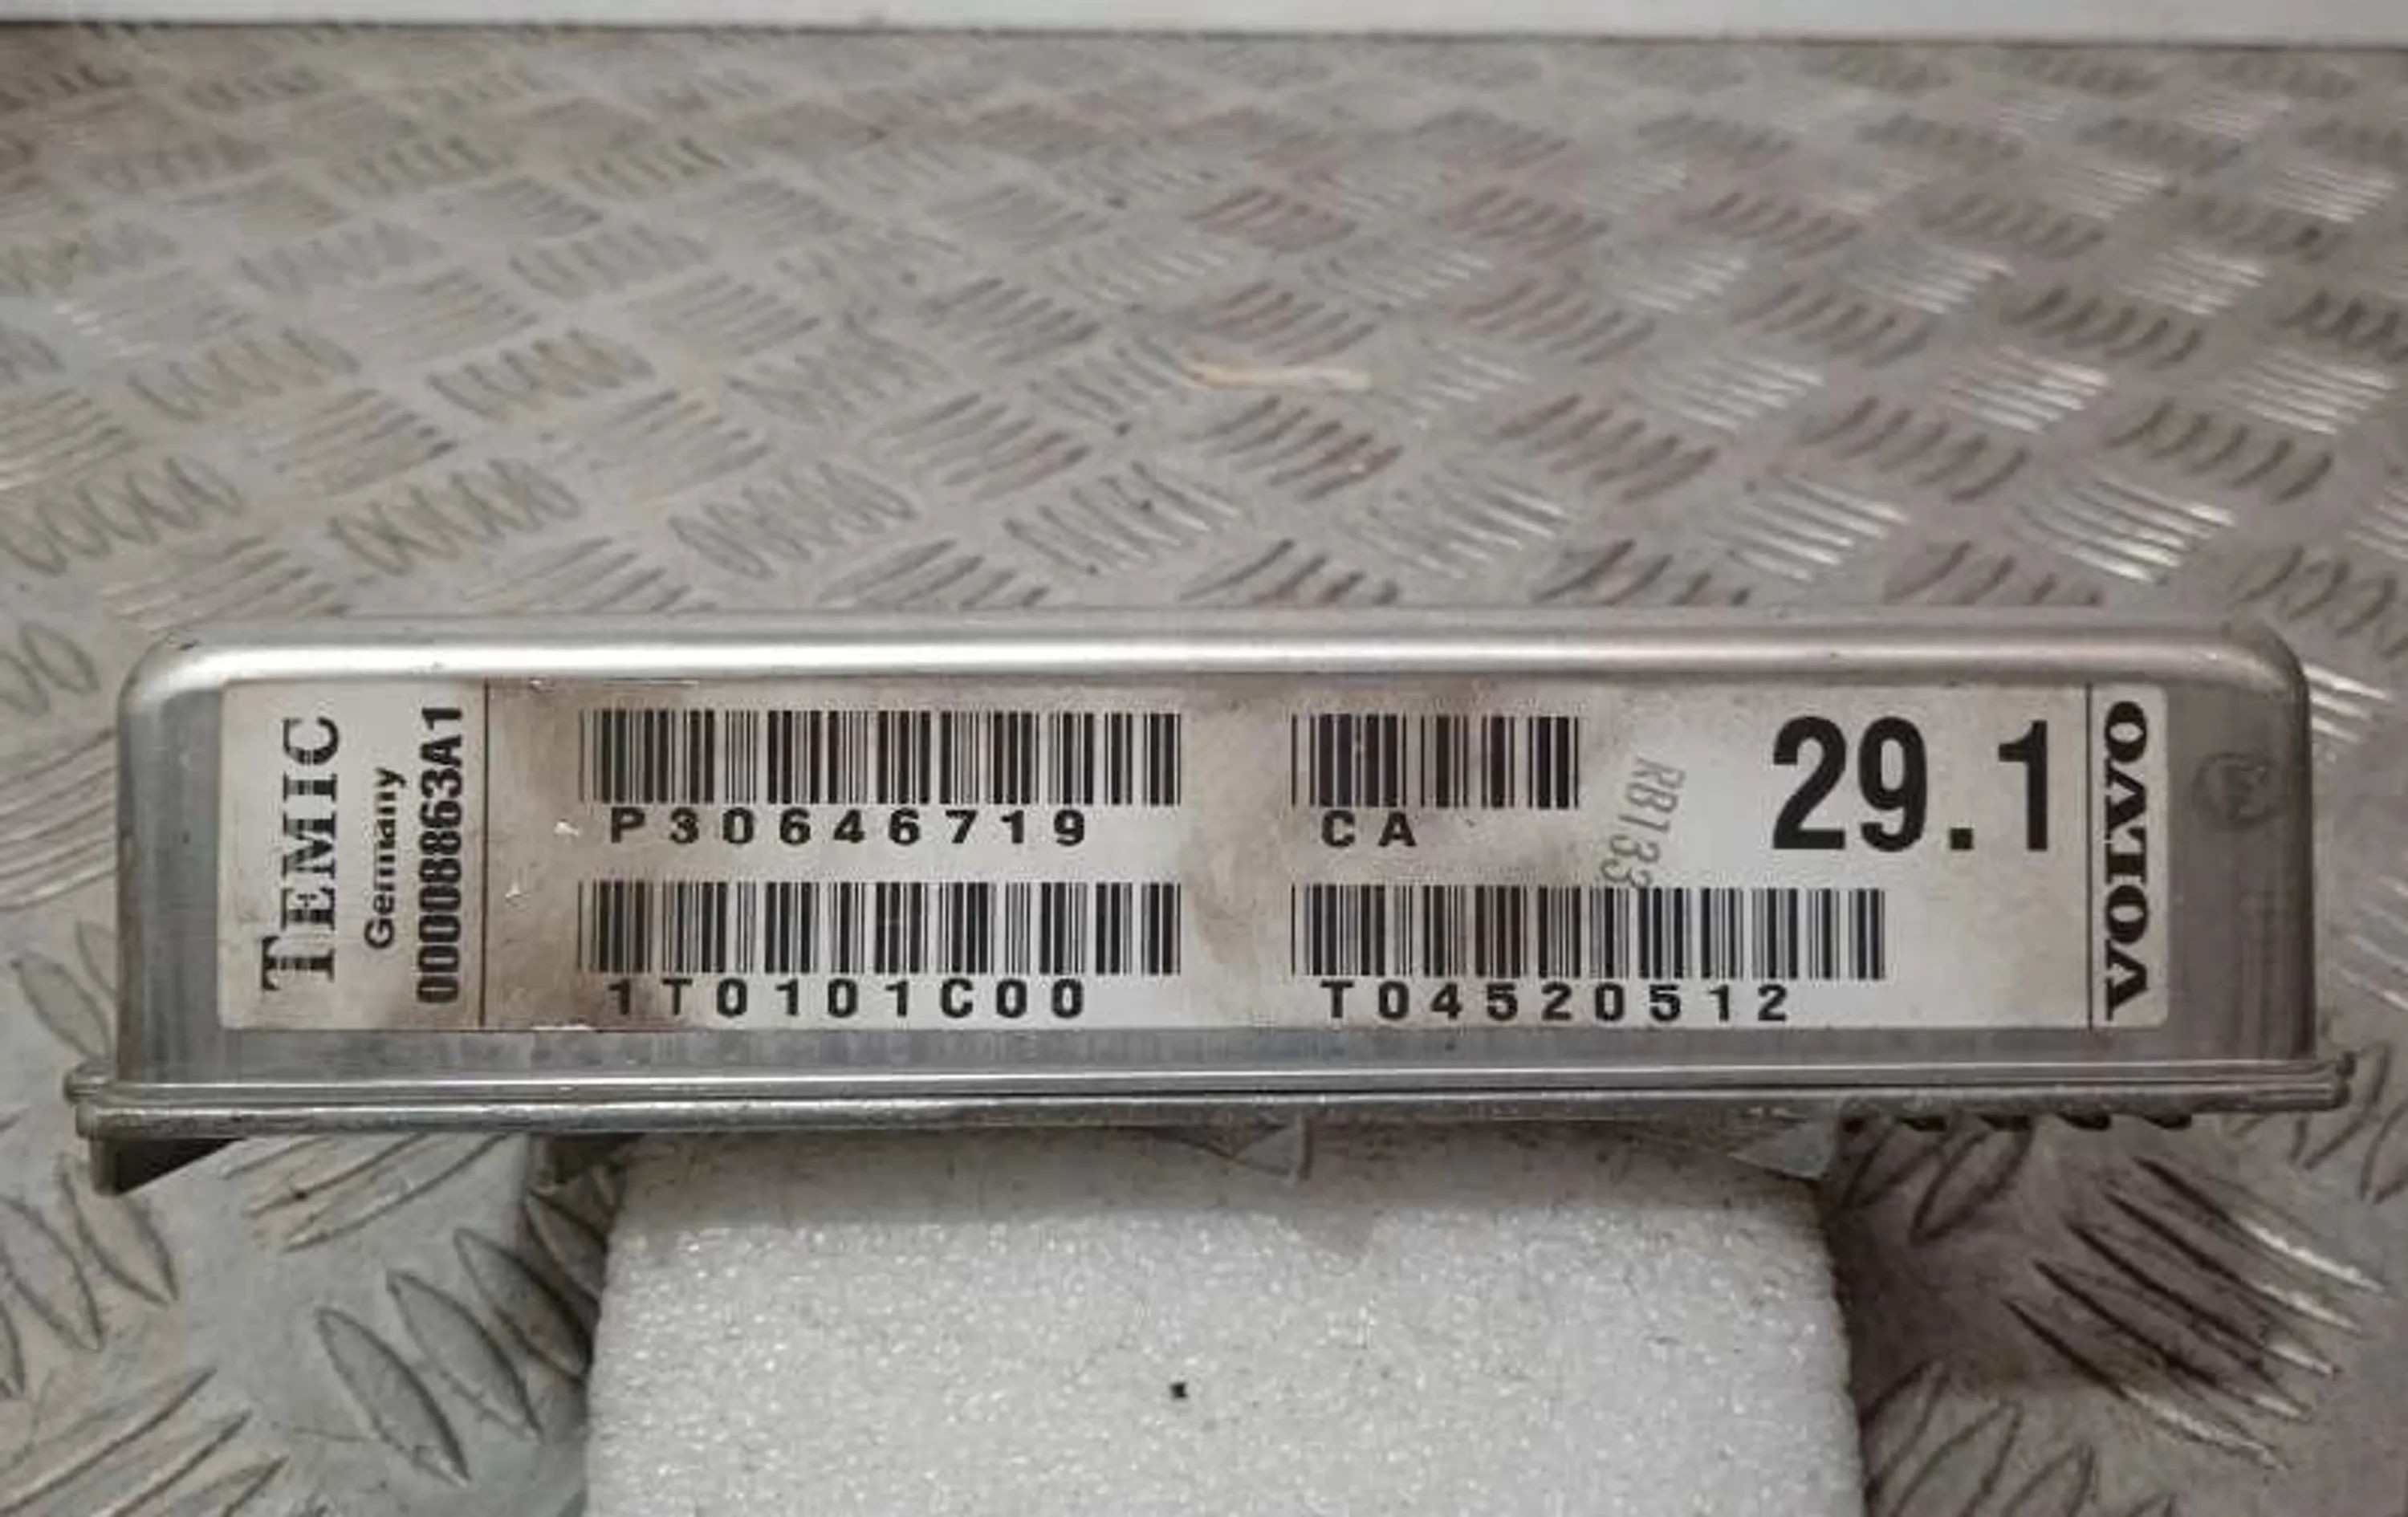 TEMIC
Germany
00008863A1
P30646719
CA
RB133
29.1
1T0101C00
T04520512
VOLVO